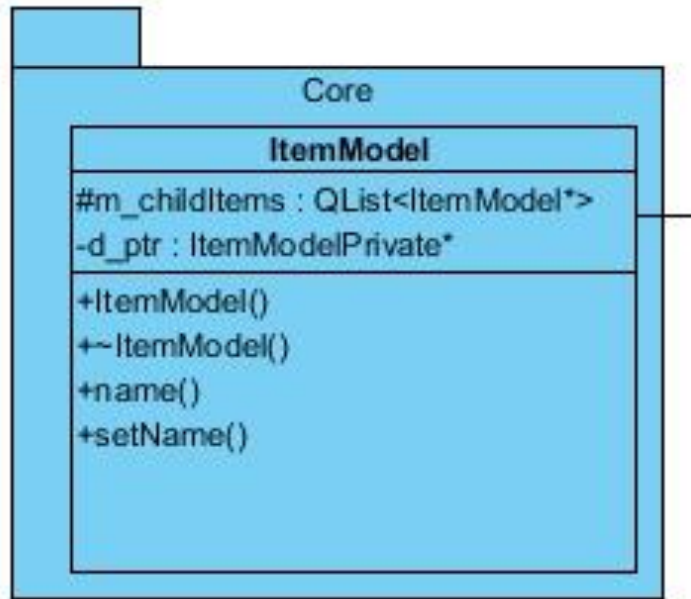 Core
ItemModel
#m_childItems : QList<ItemModel*>
-d_ptr : ItemModelPrivate*
+ItemModel()
+~ItemModel()
+name()
+setName()